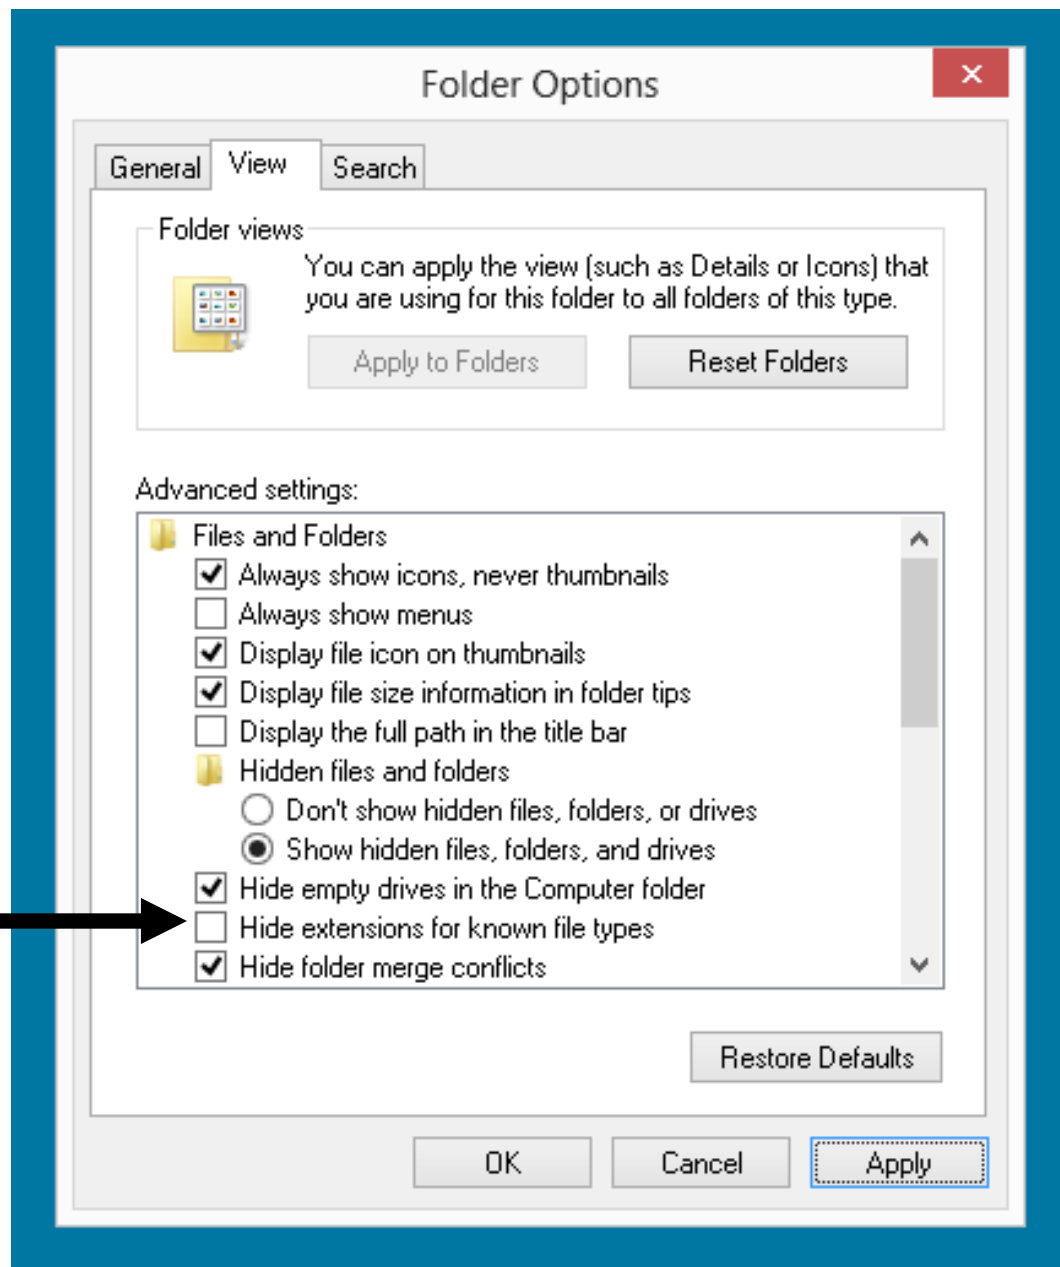 Folder Options
General
View
Search
Folder views
You can apply the view (such as Details or Icons) that
you are using for this folder to all folders of this type.
Apply to Folders
Reset Folders
Advanced settings:
Files and Folders
Always show icons, never thumbnails
Always show menus
Display file icon on thumbnails
Display file size information in folder tips
Display the full path in the title bar
Hidden files and folders
Don't show hidden files, folders, or drives
Show hidden files, folders, and drives
Hide empty drives in the Computer folder
Hide extensions for known file types
Hide folder merge conflicts
Restore Defaults
OK
Cancel
Apply